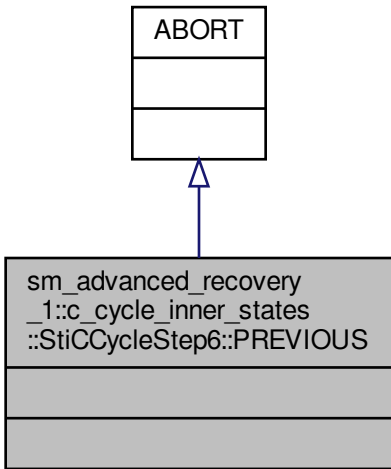 ABORT
sm_advanced_recovery
_1::c_cycle_inner_states
::StiCCycleStep6::PREVIOUS